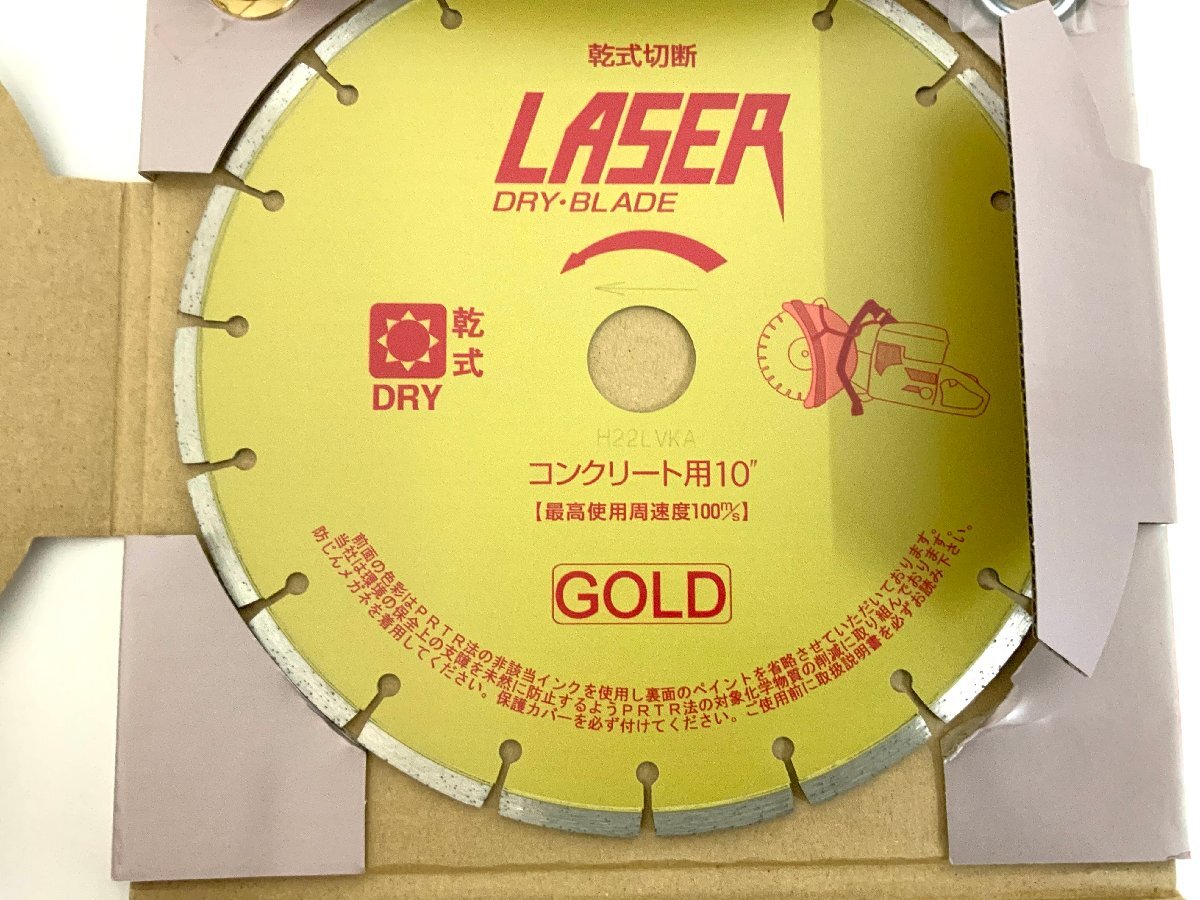 乾式切断
LASER
DRY・BLADE
乾
式
DRY
H22LVKA
コンクリート用10"
【最高使用周速度100m/s】
GOLD
前面の色彩はPRTR法の非該当インクを使用し裏面のペイントを省略させていただいております。
当社は環境の保全上の支障を未然に防止するようPRTR法の対象化学物質の削減に取り組んでおります。
防じんメガネを着用してください。保護カバーを必ず付けてください。ご使用前に取扱説明書を必ずお読み下さい。